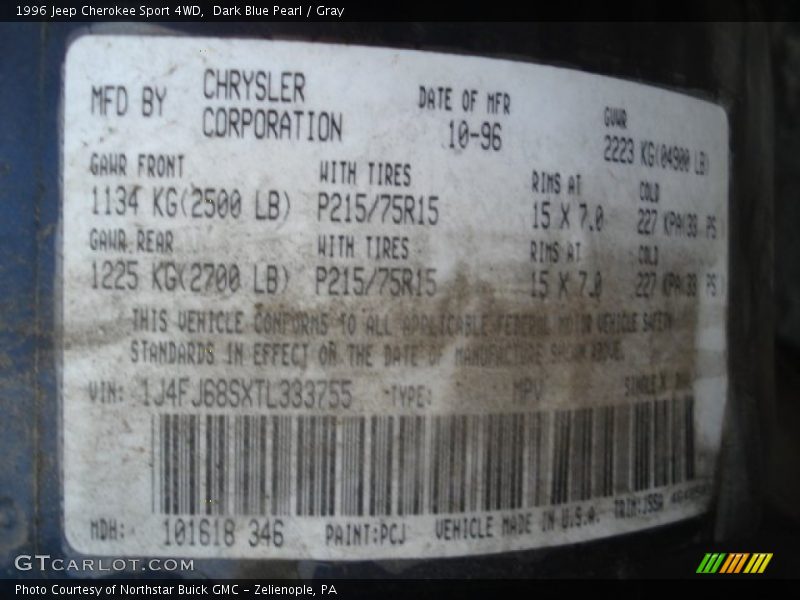 1996 Jeep Cherokee Sport 4WD,  Dark Blue Pearl / Gray
MFD BY CHRYSLER CORPORATION DATE OF MFR 10-96 GVWR 2223 KG(04900 LB)
GAWR FRONT WITH TIRES RIMS AT COLD
1134 KG(2500 LB) P215/75R15 15 X 7.0 227 KPA(33 PS
GAWR REAR WITH TIRES RIMS AT COLD
1225 KG(2700 LB) P215/75R15 15 X 7.0 227 KPA(33 PS
THIS VEHICLE CONFORMS TO ALL APPLICABLE FEDERAL MOTOR VEHICLE SAFETY
STANDARDS IN EFFECT ON THE DATE OF MANUFACTURE SHOWN ABOVE.
VIN: 1J4FJ68SXTL333755 TYPE: MPV SINGLE X
MDH: 101618 346 PAINT:PCJ VEHICLE MADE IN U.S.A.
GTCARLOT.COM
Photo Courtesy of Northstar Buick GMC - Zelienople, PA